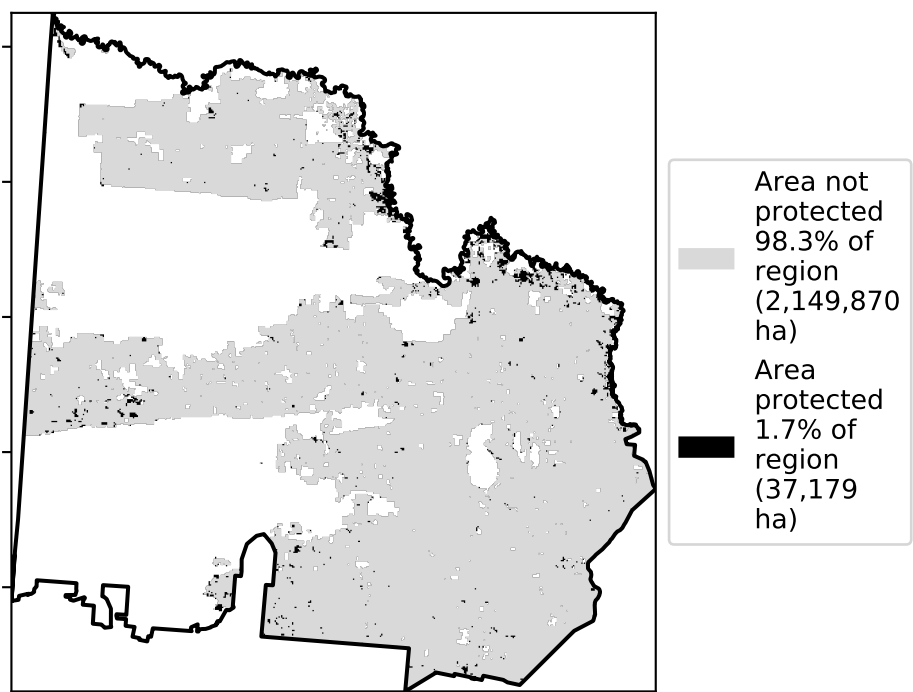 Area not
protected
98.3% of
region
(2,149,870
ha)
Area
protected
1.7% of
region
(37,179
ha)